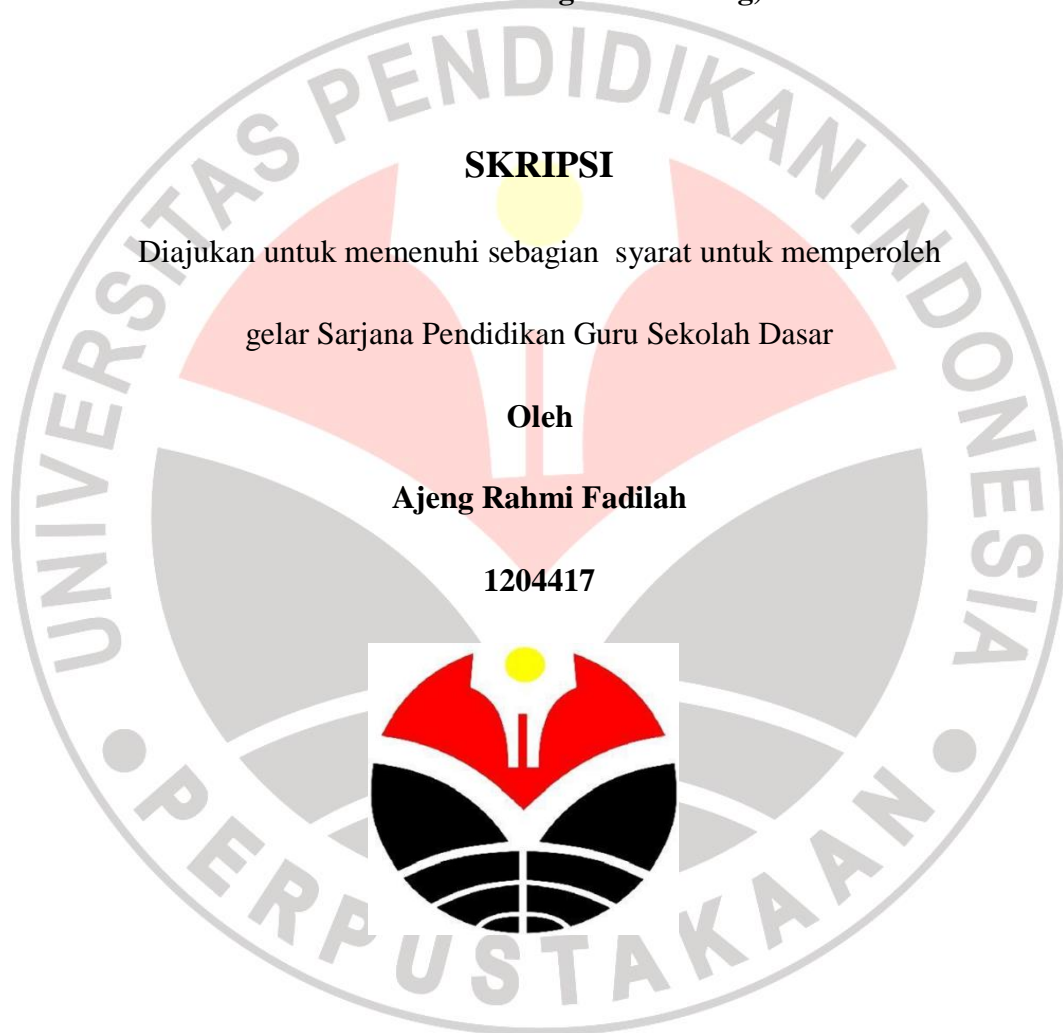 SKRIPSI
Diajukan untuk memenuhi sebagian syarat untuk memperoleh
gelar Sarjana Pendidikan Guru Sekolah Dasar
Oleh
Ajeng Rahmi Fadilah
1204417
UNIVERSITAS PENDIDIKAN INDONESIA
PERPUSTAKAAN